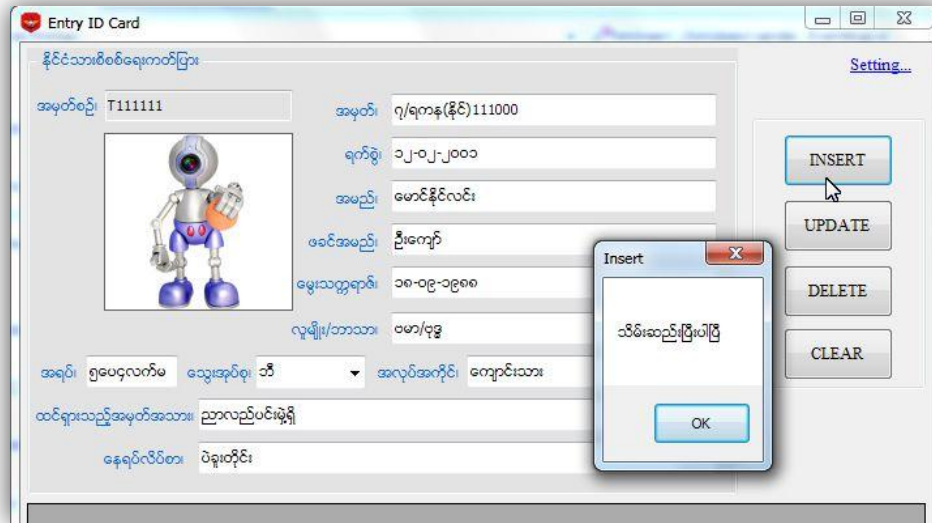 Entry ID Card
နိုင်ငံသားစိစစ်ရေးကတ်ပြား
Setting...
အမှတ်စဉ်၊ T111111
အမှတ်၊ ၇/ရကန(နိုင်)111000
ရက်စွဲ၊ ၁၂-၀၂-၂၀၀၁
INSERT
အမည်၊ မောင်နိုင်လင်း
UPDATE
ဖခင်အမည်၊ ဦးကျော်
Insert
မွေးသက္ကရာဇ်၊ ၁၈-၀၉-၁၉၈၈
DELETE
လူမျိုး/ဘာသာ၊ ဗမာ/ဗုဒ္ဓ
သိမ်းဆည်းပြီးပါပြီ
CLEAR
အရပ်၊ ၅ပေ၄လက်မ သွေးအုပ်စု၊ ဘီ အလုပ်အကိုင်၊ ကျောင်းသား
OK
ထင်ရှားသည့်အမှတ်အသား၊ ညာလည်ပင်းမှဲ့ရှိ
နေရပ်လိပ်စာ၊ ပဲခူးတိုင်း